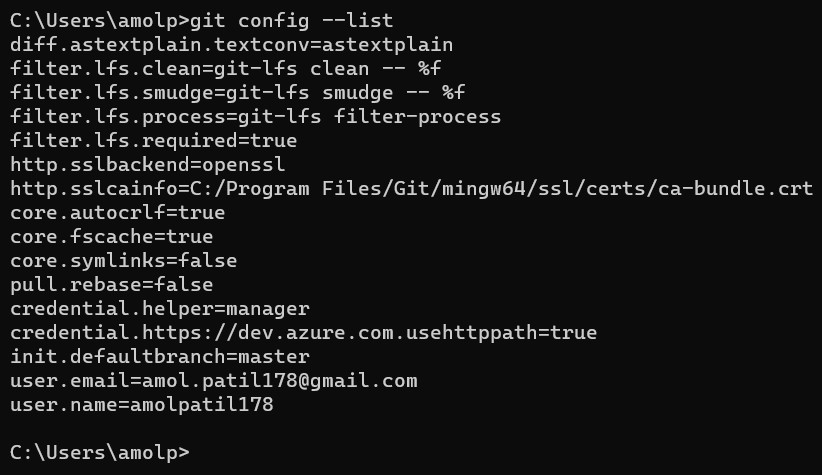 C:\Users\amolp>git config --list
diff.astextplain.textconv=astextplain
filter.lfs.clean=git-lfs clean -- %f
filter.lfs.smudge=git-lfs smudge -- %f
filter.lfs.process=git-lfs filter-process
filter.lfs.required=true
http.sslbackend=openssl
http.sslcainfo=C:/Program Files/Git/mingw64/ssl/certs/ca-bundle.crt
core.autocrlf=true
core.fscache=true
core.symlinks=false
pull.rebase=false
credential.helper=manager
credential.https://dev.azure.com.usehttppath=true
init.defaultbranch=master
user.email=amol.patil178@gmail.com
user.name=amolpatil178
C:\Users\amolp>